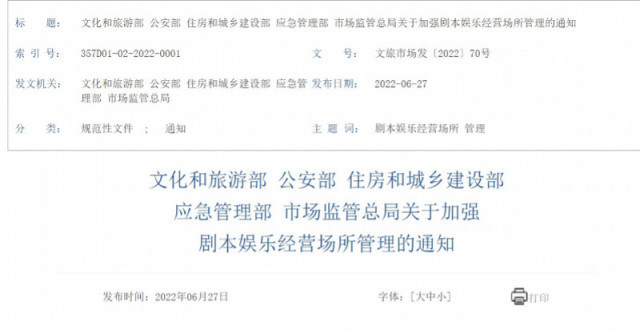 标 题： 文化和旅游部 公安部 住房和城乡建设部 应急管理部 市场监管总局关于加强剧本娱乐经营场所管理的通知
索 引 号： 357D01-02-2022-0001 文 号： 文旅市场发〔2022〕70号
发文机关： 文化和旅游部 公安部 住房和城乡建设部 应急管 发布日期： 2022-06-27
理部 市场监管总局
分 类： 规范性文件 ； 通知 主 题 词： 剧本娱乐经营场所 管理
文化和旅游部 公安部 住房和城乡建设部
应急管理部 市场监管总局关于加强
剧本娱乐经营场所管理的通知
发布时间：2022年06月27日 字体：[大中小] 打印